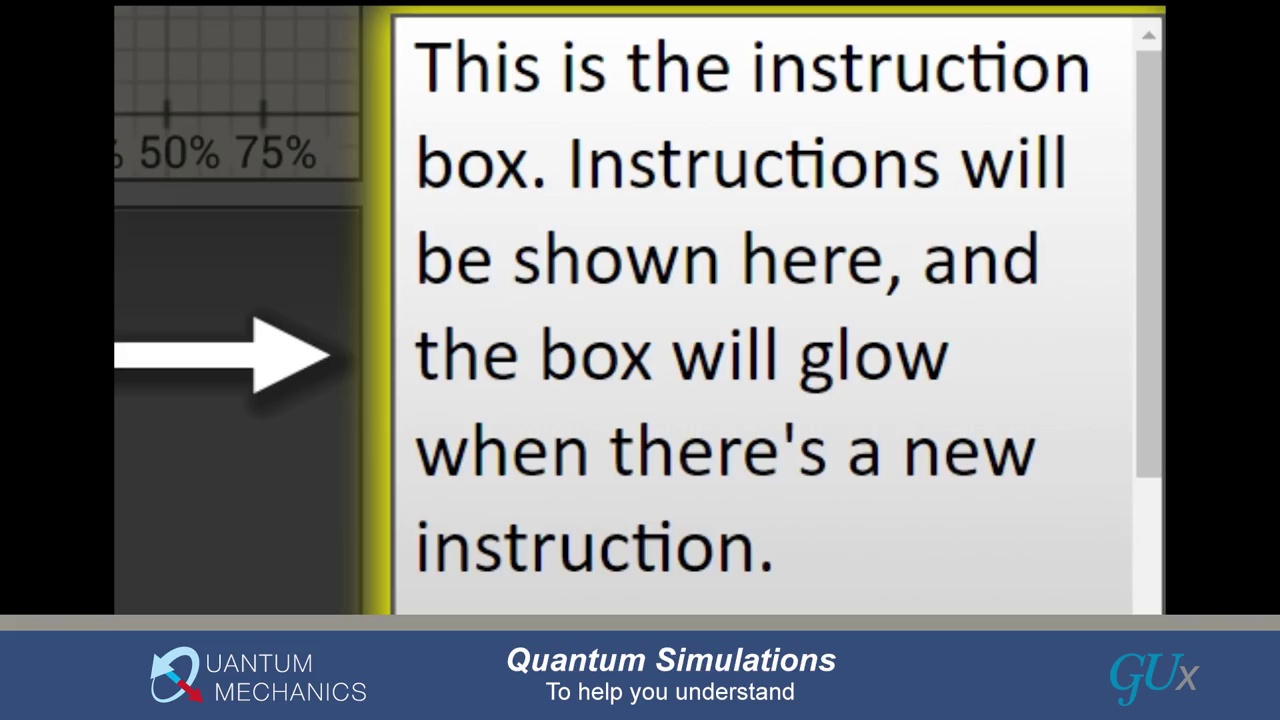 50% 75%
This is the instruction
box. Instructions will
be shown here, and
the box will glow
when there's a new
instruction.
QUANTUM
MECHANICS
Quantum Simulations
To help you understand
GUx